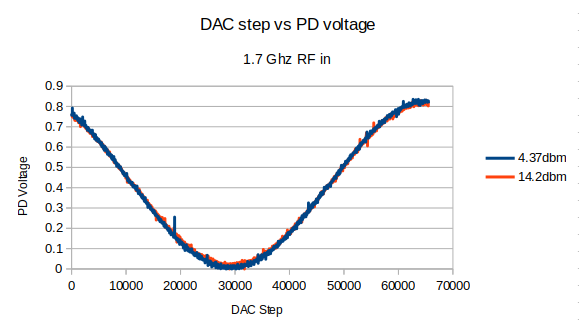 DAC step vs PD voltage
1.7 Ghz RF in
0.9
0.8
0.7
0.6
0.5
0.4
0.3
0.2
0.1
0
PD Voltage
0 10000 20000 30000 40000 50000 60000 70000
DAC Step
4.37dbm
14.2dbm